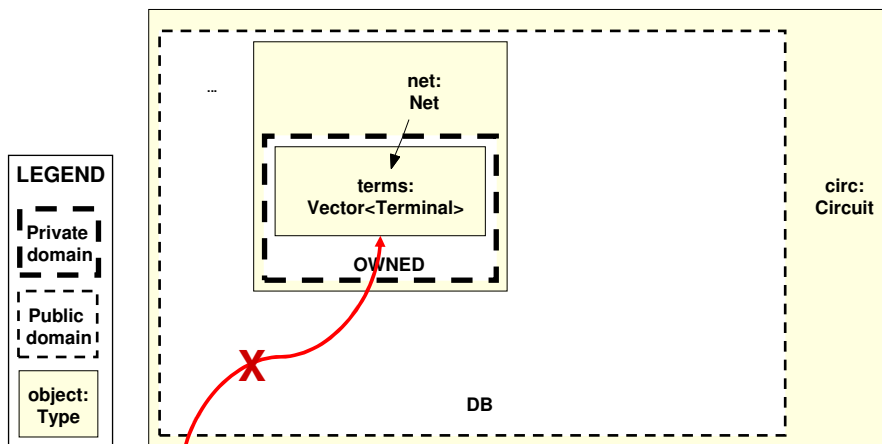 net:
Net
...
LEGEND
terms:
Vector<Terminal>
circ:
Circuit
Private
domain
OWNED
X
Public
domain
object:
Type
DB